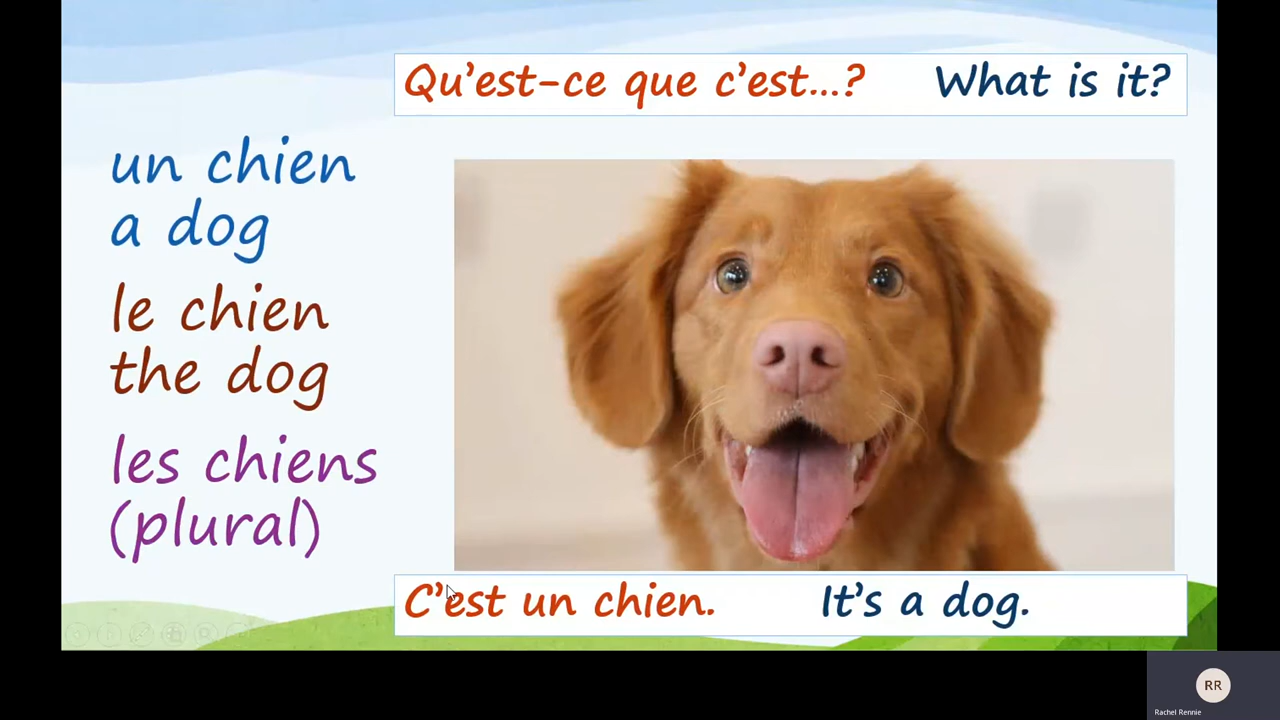 Qu'est-ce que c'est...? What is it?
un chien
a dog
le chien
the dog
les chiens
(plural)
C'est un chien. It's a dog.
RR
Rachel Rennie